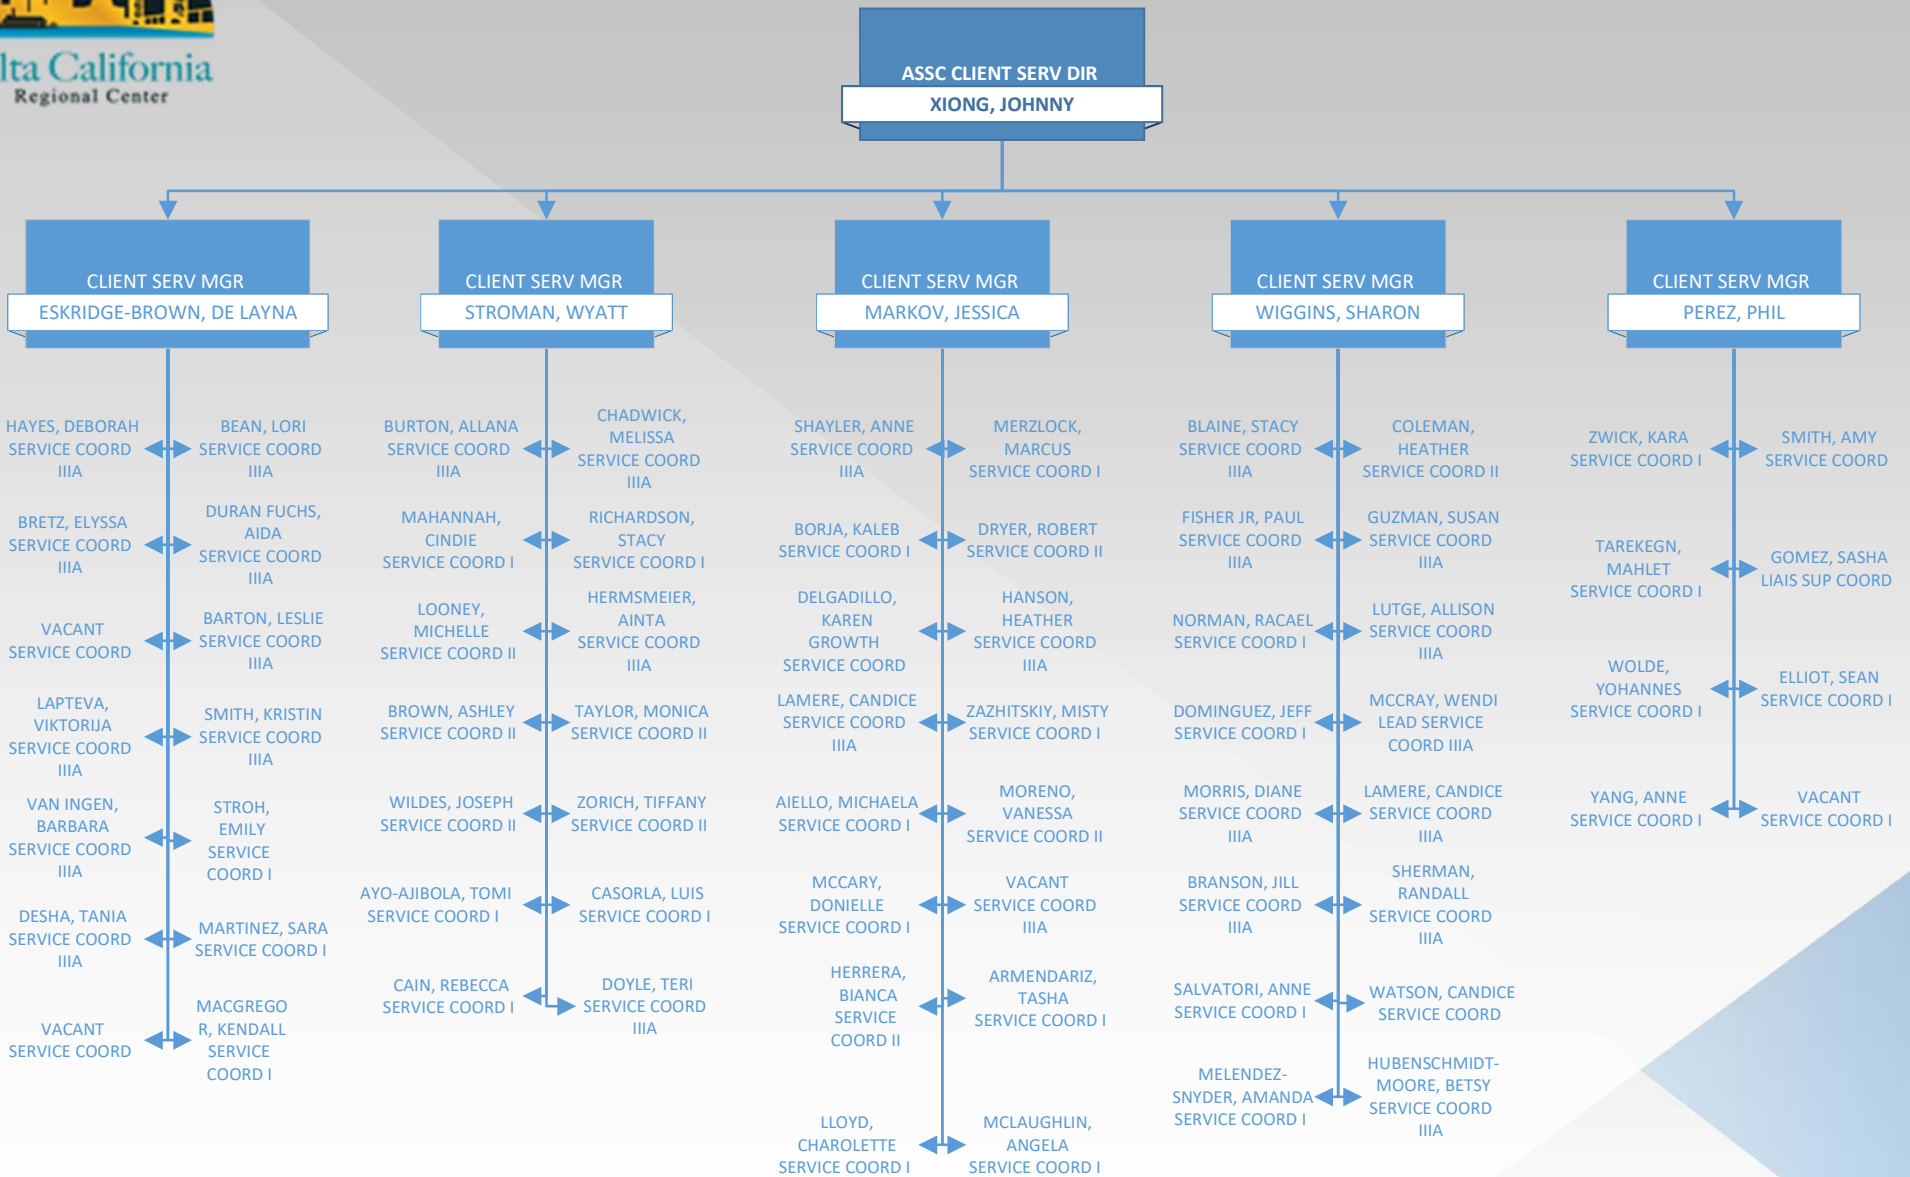 lta California
Regional Center
ASSC CLIENT SERV DIR
XIONG, JOHNNY
CLIENT SERV MGR
ESKRIDGE-BROWN, DE LAYNA
HAYES, DEBORAH
SERVICE COORD
IIIA
BEAN, LORI
SERVICE COORD
IIIA
BRETZ, ELYSSA
SERVICE COORD
IIIA
DURAN FUCHS,
AIDA
SERVICE COORD
IIIA
VACANT
SERVICE COORD
BARTON, LESLIE
SERVICE COORD
IIIA
LAPTEVA,
VIKTORIJA
SERVICE COORD
IIIA
SMITH, KRISTIN
SERVICE COORD
IIIA
VAN INGEN,
BARBARA
SERVICE COORD
IIIA
STROH,
EMILY
SERVICE
COORD I
DESHA, TANIA
SERVICE COORD
IIIA
MARTINEZ, SARA
SERVICE COORD I
VACANT
SERVICE COORD
MACGREGO
R, KENDALL
SERVICE
COORD I
CLIENT SERV MGR
STROMAN, WYATT
BURTON, ALLANA
SERVICE COORD
IIIA
CHADWICK,
MELISSA
SERVICE COORD
IIIA
MAHANNAH,
CINDIE
SERVICE COORD I
RICHARDSON,
STACY
SERVICE COORD I
LOONEY,
MICHELLE
SERVICE COORD II
HERMSMEIER,
AINTA
SERVICE COORD
IIIA
BROWN, ASHLEY
SERVICE COORD II
TAYLOR, MONICA
SERVICE COORD II
WILDES, JOSEPH
SERVICE COORD II
ZORICH, TIFFANY
SERVICE COORD II
AYO-AJIBOLA, TOMI
SERVICE COORD I
CASORLA, LUIS
SERVICE COORD I
CAIN, REBECCA
SERVICE COORD I
DOYLE, TERI
SERVICE COORD
IIIA
CLIENT SERV MGR
MARKOV, JESSICA
SHAYLER, ANNE
SERVICE COORD
IIIA
MERZLOCK,
MARCUS
SERVICE COORD I
BORJA, KALEB
SERVICE COORD I
DRYER, ROBERT
SERVICE COORD II
DELGADILLO,
KAREN
GROWTH
SERVICE COORD
HANSON,
HEATHER
SERVICE COORD
IIIA
LAMERE, CANDICE
SERVICE COORD
IIIA
ZAZHITSKIY, MISTY
SERVICE COORD I
AIELLO, MICHAELA
SERVICE COORD I
MORENO,
VANESSA
SERVICE COORD II
MCCARY,
DONIELLE
SERVICE COORD I
VACANT
SERVICE COORD
IIIA
HERRERA,
BIANCA
SERVICE
COORD II
ARMENDARIZ,
TASHA
SERVICE COORD I
LLOYD,
CHAROLETTE
SERVICE COORD I
MCLAUGHLIN,
ANGELA
SERVICE COORD I
CLIENT SERV MGR
WIGGINS, SHARON
BLAINE, STACY
SERVICE COORD
IIIA
COLEMAN,
HEATHER
SERVICE COORD II
FISHER JR, PAUL
SERVICE COORD
IIIA
GUZMAN, SUSAN
SERVICE COORD
IIIA
NORMAN, RACAEL
SERVICE COORD I
LUTGE, ALLISON
SERVICE COORD
IIIA
DOMINGUEZ, JEFF
SERVICE COORD I
MCCRAY, WENDI
LEAD SERVICE
COORD IIIA
MORRIS, DIANE
SERVICE COORD
IIIA
LAMERE, CANDICE
SERVICE COORD
IIIA
BRANSON, JILL
SERVICE COORD
IIIA
SHERMAN,
RANDALL
SERVICE COORD
IIIA
SALVATORI, ANNE
SERVICE COORD I
WATSON, CANDICE
SERVICE COORD
MELENDEZ-
SNYDER, AMANDA
SERVICE COORD I
HUBENSCHMIDT-
MOORE, BETSY
SERVICE COORD
IIIA
CLIENT SERV MGR
PEREZ, PHIL
ZWICK, KARA
SERVICE COORD I
SMITH, AMY
SERVICE COORD
TAREKEGN,
MAHLET
SERVICE COORD I
GOMEZ, SASHA
LIAIS SUP COORD
WOLDE,
YOHANNES
SERVICE COORD I
ELLIOT, SEAN
SERVICE COORD I
YANG, ANNE
SERVICE COORD I
VACANT
SERVICE COORD I